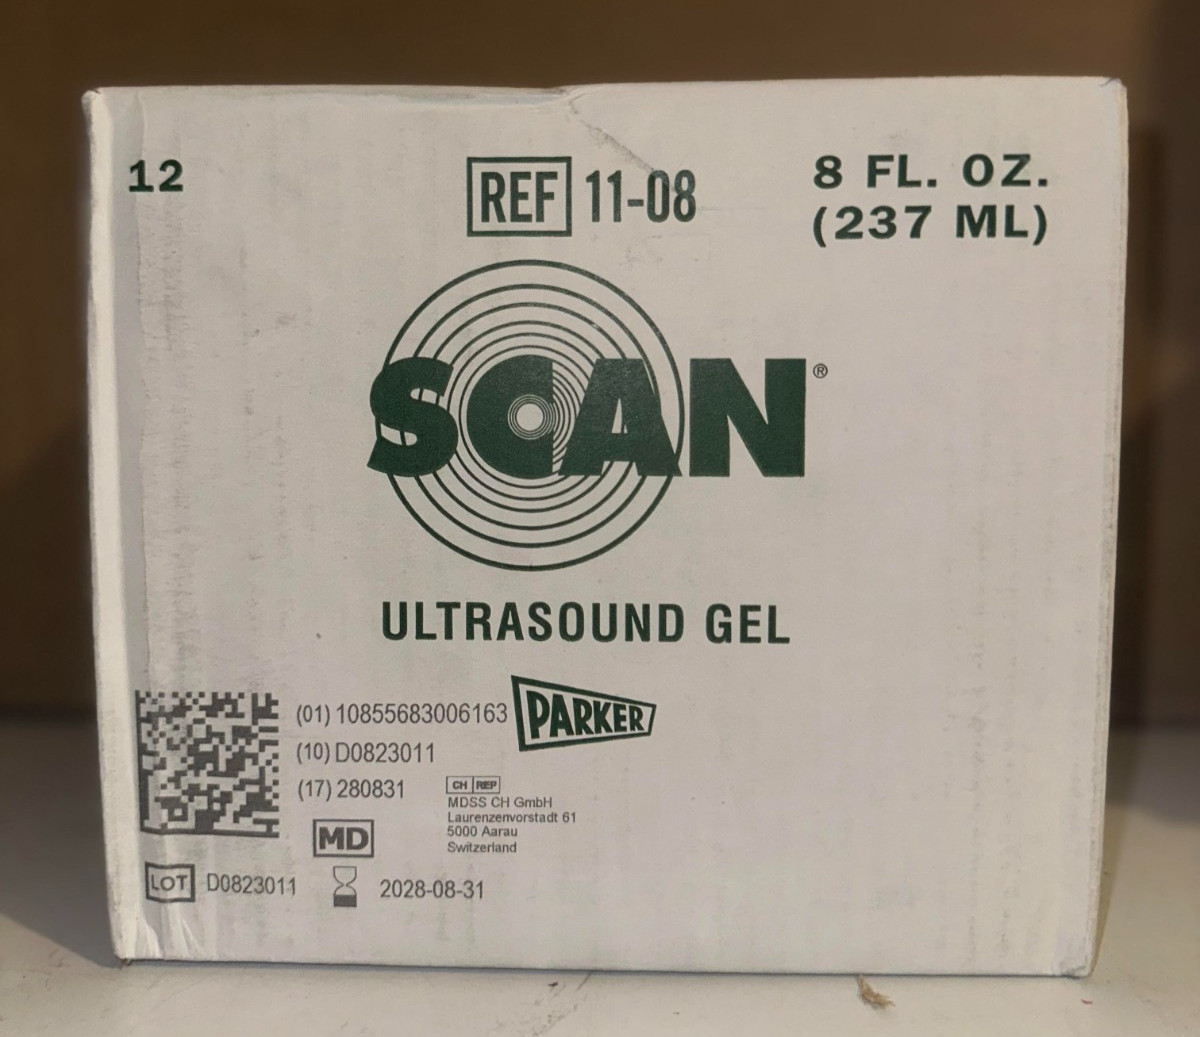 12
REF 11-08
8 FL. OZ.
(237 ML)
SCAN®
ULTRASOUND GEL
PARKER
(01) 10855683006163
(10) D0823011
(17) 280831
MD
CH REP
MDSS CH GmbH
Laurenzenvorstadt 61
5000 Aarau
Switzerland
LOT D0823011
2028-08-31